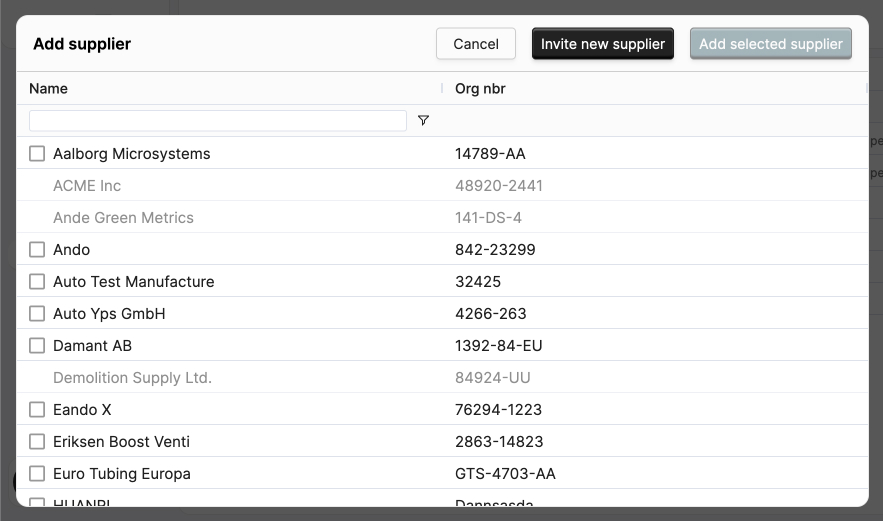 Add supplier Cancel Invite new supplier Add selected supplier
Name Org nbr
Aalborg Microsystems 14789-AA
ACME Inc 48920-2441
Ande Green Metrics 141-DS-4
Ando 842-23299
Auto Test Manufacture 32425
Auto Yps GmbH 4266-263
Damant AB 1392-84-EU
Demolition Supply Ltd. 84924-UU
Eando X 76294-1223
Eriksen Boost Venti 2863-14823
Euro Tubing Europa GTS-4703-AA